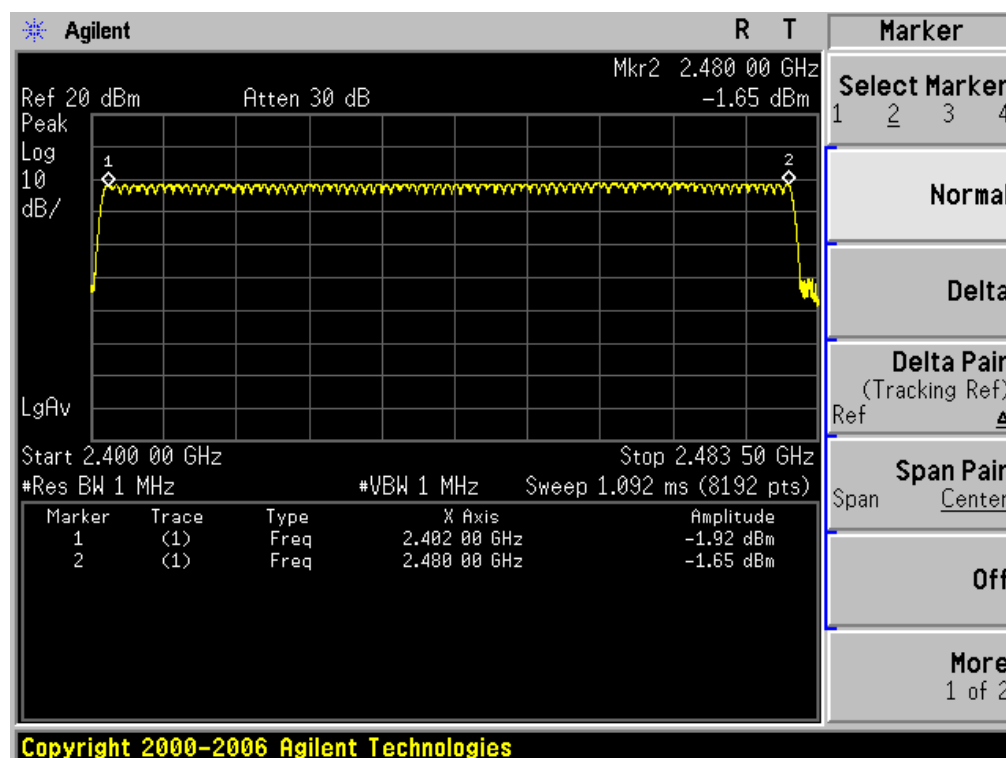 Agilent R T
Mkr2 2.480 00 GHz
Ref 20 dBm Atten 30 dB -1.65 dBm
Peak
Log
10
dB/
1 2
LgAv
Start 2.400 00 GHz Stop 2.483 50 GHz
#Res BW 1 MHz #VBW 1 MHz Sweep 1.092 ms (8192 pts)
Marker Trace Type X Axis Amplitude
1 (1) Freq 2.402 00 GHz -1.92 dBm
2 (1) Freq 2.480 00 GHz -1.65 dBm
Marker
Select Marker
1 2 3 4
Normal
Delta
Delta Pair
(Tracking Ref)
Ref Δ
Span Pair
Span Center
Off
More
1 of 2
Copyright 2000-2006 Agilent Technologies